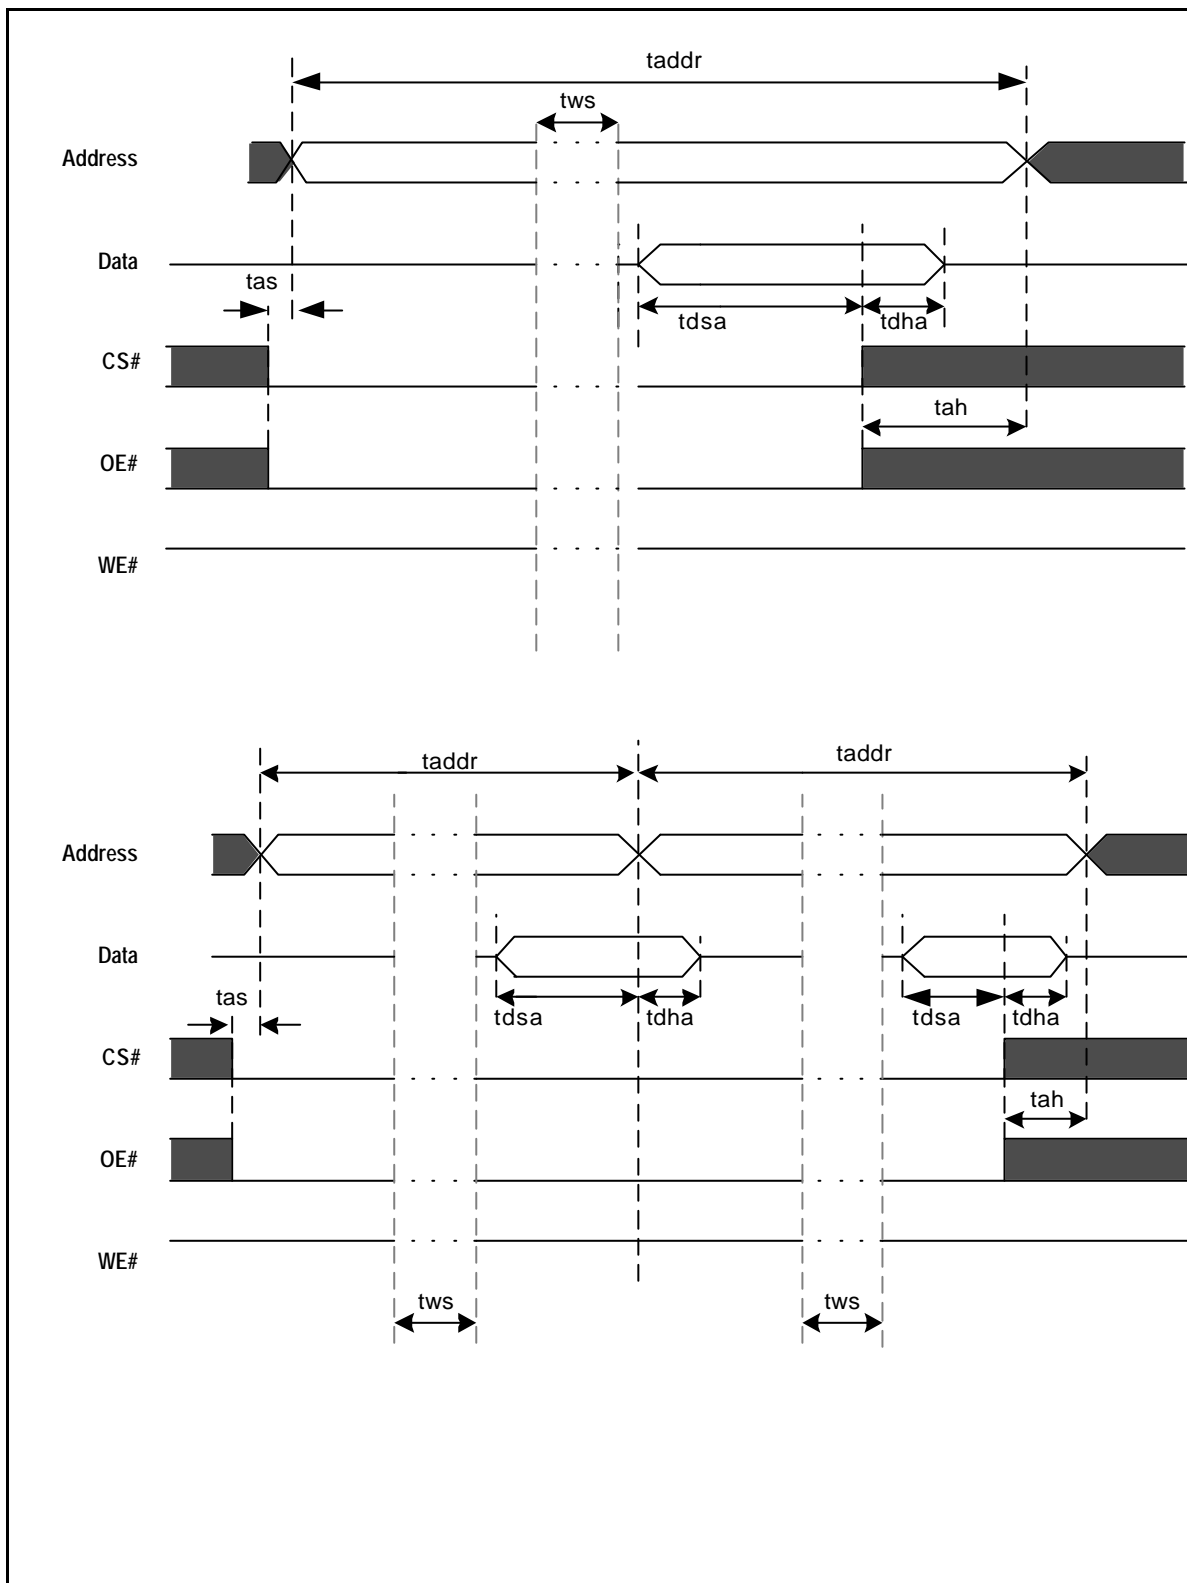 taddr
tws
Address
Data
tas
tdsa
tdha
CS#
tah
OE#
WE#
taddr
taddr
Address
Data
tas
tdsa
tdha
tdsa
tdha
CS#
tah
OE#
WE#
tws
tws